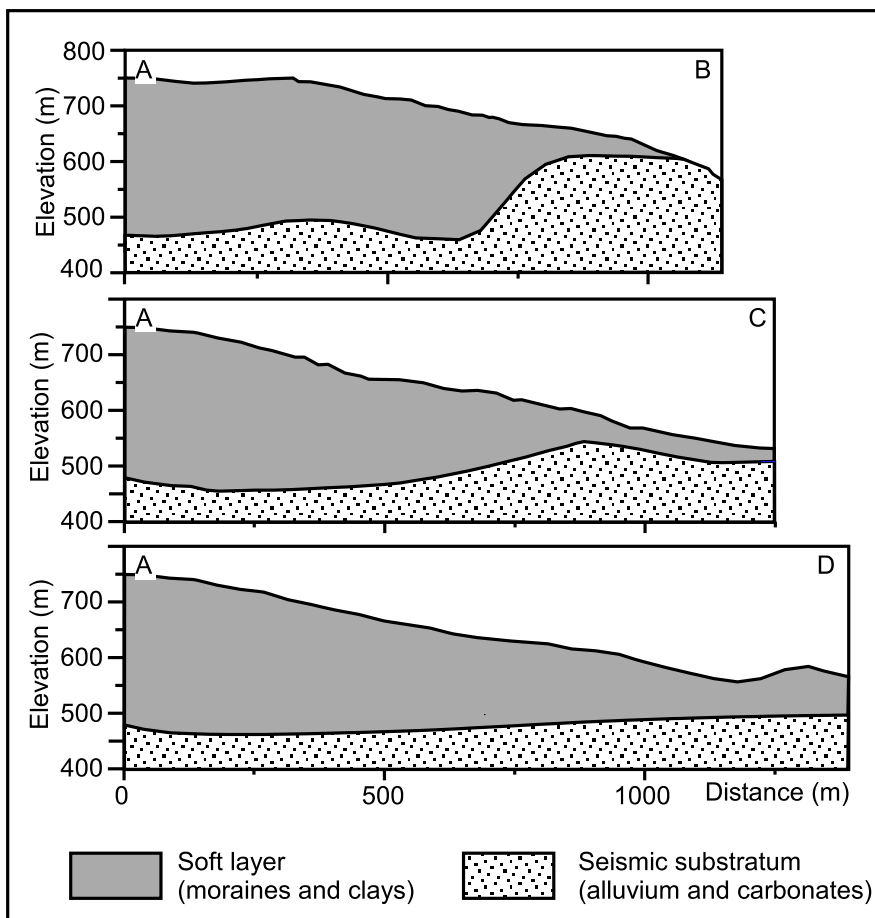 800
A
B
700
600
500
400
Elevation (m)
A
C
700
600
500
400
Elevation (m)
A
D
700
600
500
400
Elevation (m)
0
500
1000
Distance (m)
Soft layer
(moraines and clays)
Seismic substratum
(alluvium and carbonates)